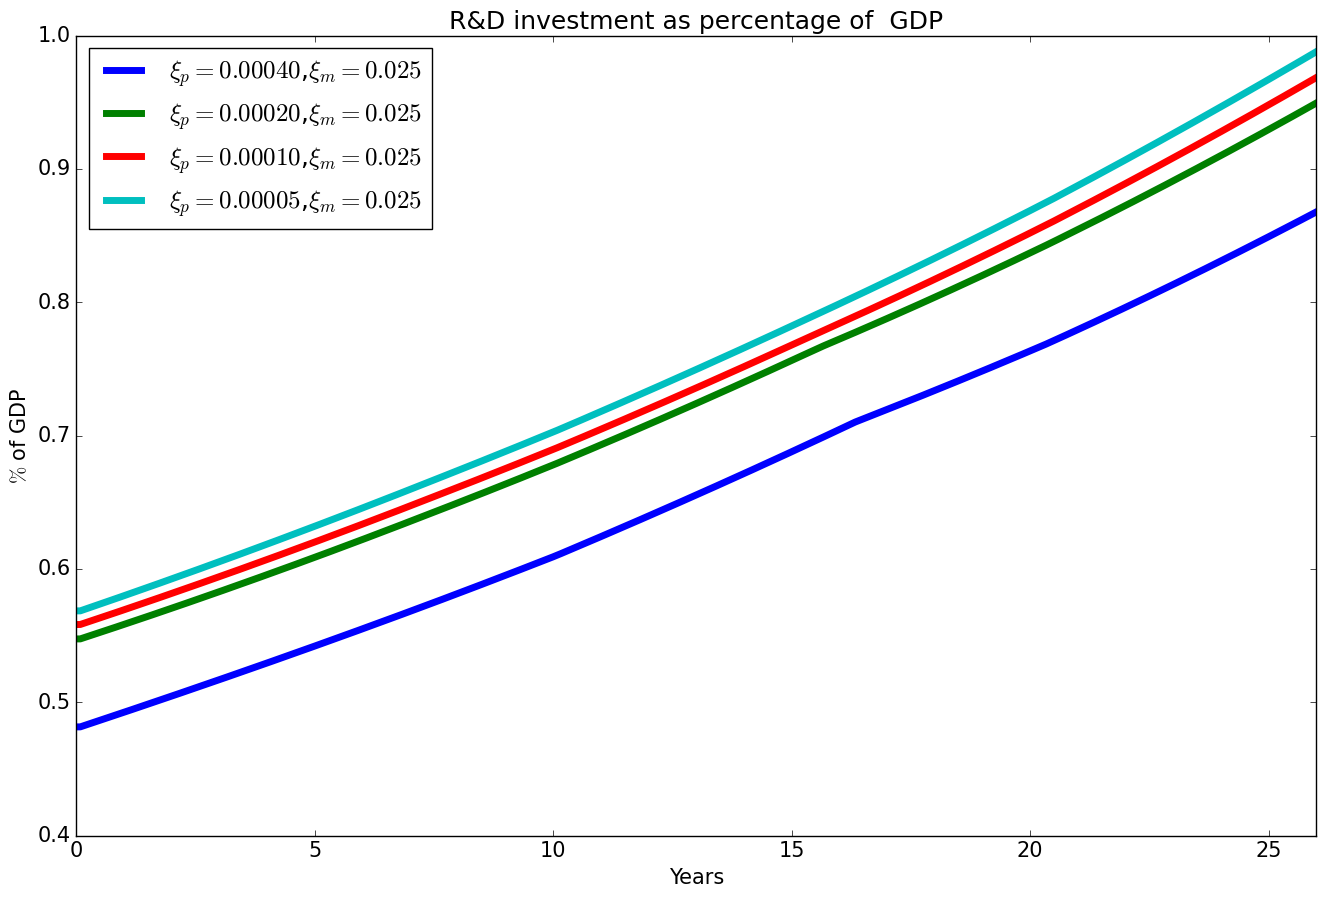 R&D investment as percentage of  GDP
1.0
0.9
0.8
0.7
0.6
0.5
0.4
% of GDP
ξp = 0.00040,ξm = 0.025
ξp = 0.00020,ξm = 0.025
ξp = 0.00010,ξm = 0.025
ξp = 0.00005,ξm = 0.025
0 5 10 15 20 25
Years